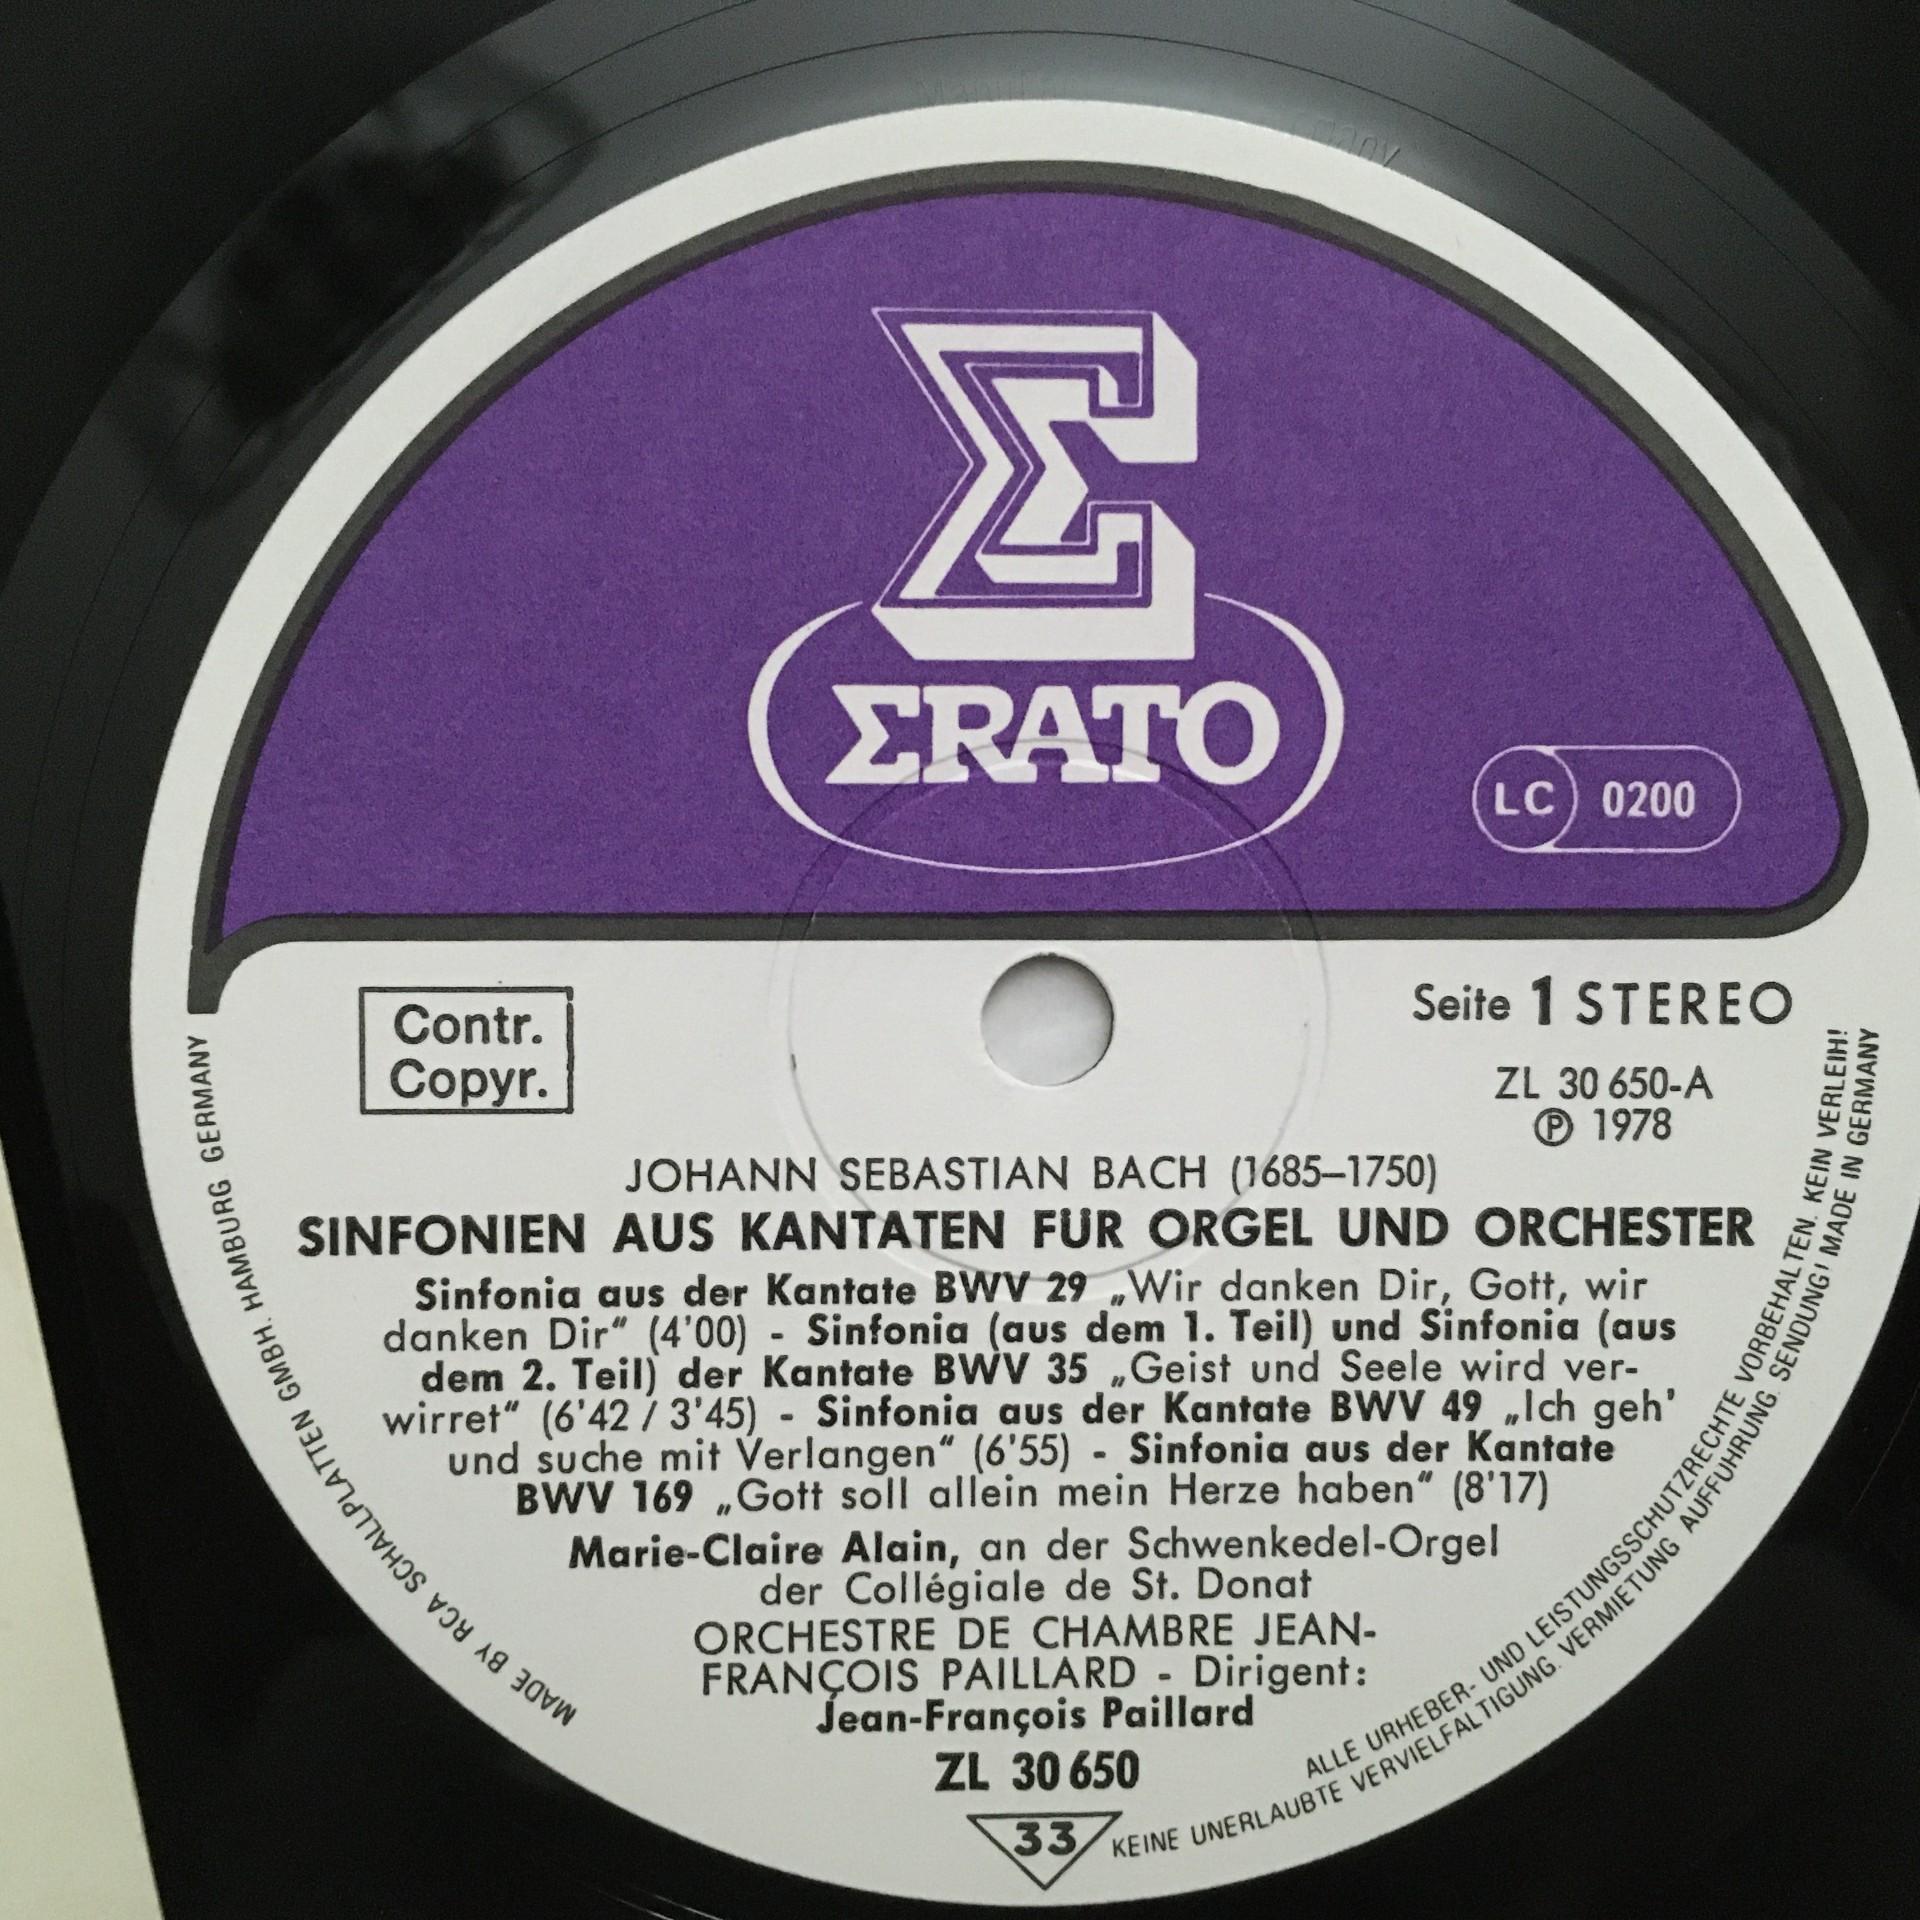 ΣRATO
LC 0200
Contr.
Copyr.
Seite 1 STEREO
ZL 30 650-A
Ⓟ 1978
JOHANN SEBASTIAN BACH (1685–1750)
SINFONIEN AUS KANTATEN FÜR ORGEL UND ORCHESTER
Sinfonia aus der Kantate BWV 29 „Wir danken Dir, Gott, wir
danken Dir“ (4'00) - Sinfonia (aus dem 1. Teil) und Sinfonia (aus
dem 2. Teil) der Kantate BWV 35 „Geist und Seele wird ver-
wirret“ (6'42 / 3'45) - Sinfonia aus der Kantate BWV 49 „Ich geh'
und suche mit Verlangen“ (6'55) - Sinfonia aus der Kantate
BWV 169 „Gott soll allein mein Herze haben“ (8'17)
Marie-Claire Alain, an der Schwenkedel-Orgel
der Collégiale de St. Donat
ORCHESTRE DE CHAMBRE JEAN-
FRANÇOIS PAILLARD - Dirigent:
Jean-François Paillard
ZL 30 650
33
MADE BY RCA SCHALLPLATTEN GMBH. HAMBURG GERMANY
ALLE URHEBER- UND LEISTUNGSSCHUTZRECHTE VORBEHALTEN. KEIN VERLEIH!
KEINE UNERLAUBTE VERVIELFÄLTIGUNG. VERMIETUNG. AUFFÜHRUNG. SENDUNG! MADE IN GERMANY